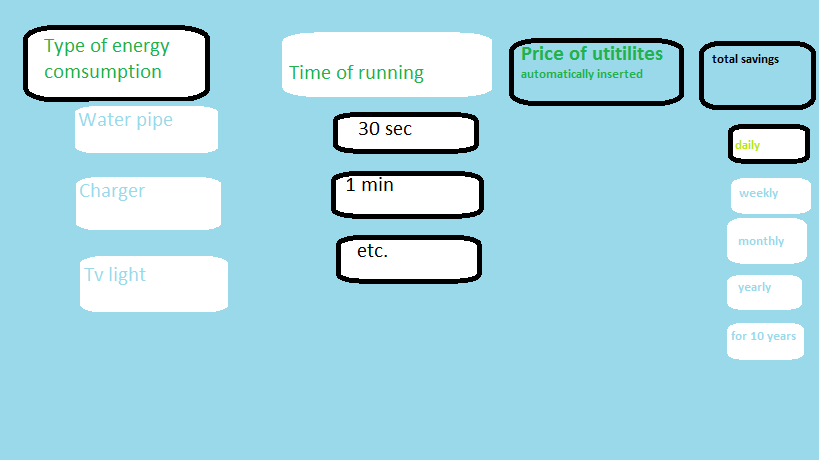 Type of energy
comsumption
Water pipe
Charger
Tv light
Time of running
30 sec
1 min
etc.
Price of utitilites
automatically inserted
total savings
daily
weekly
monthly
yearly
for 10 years